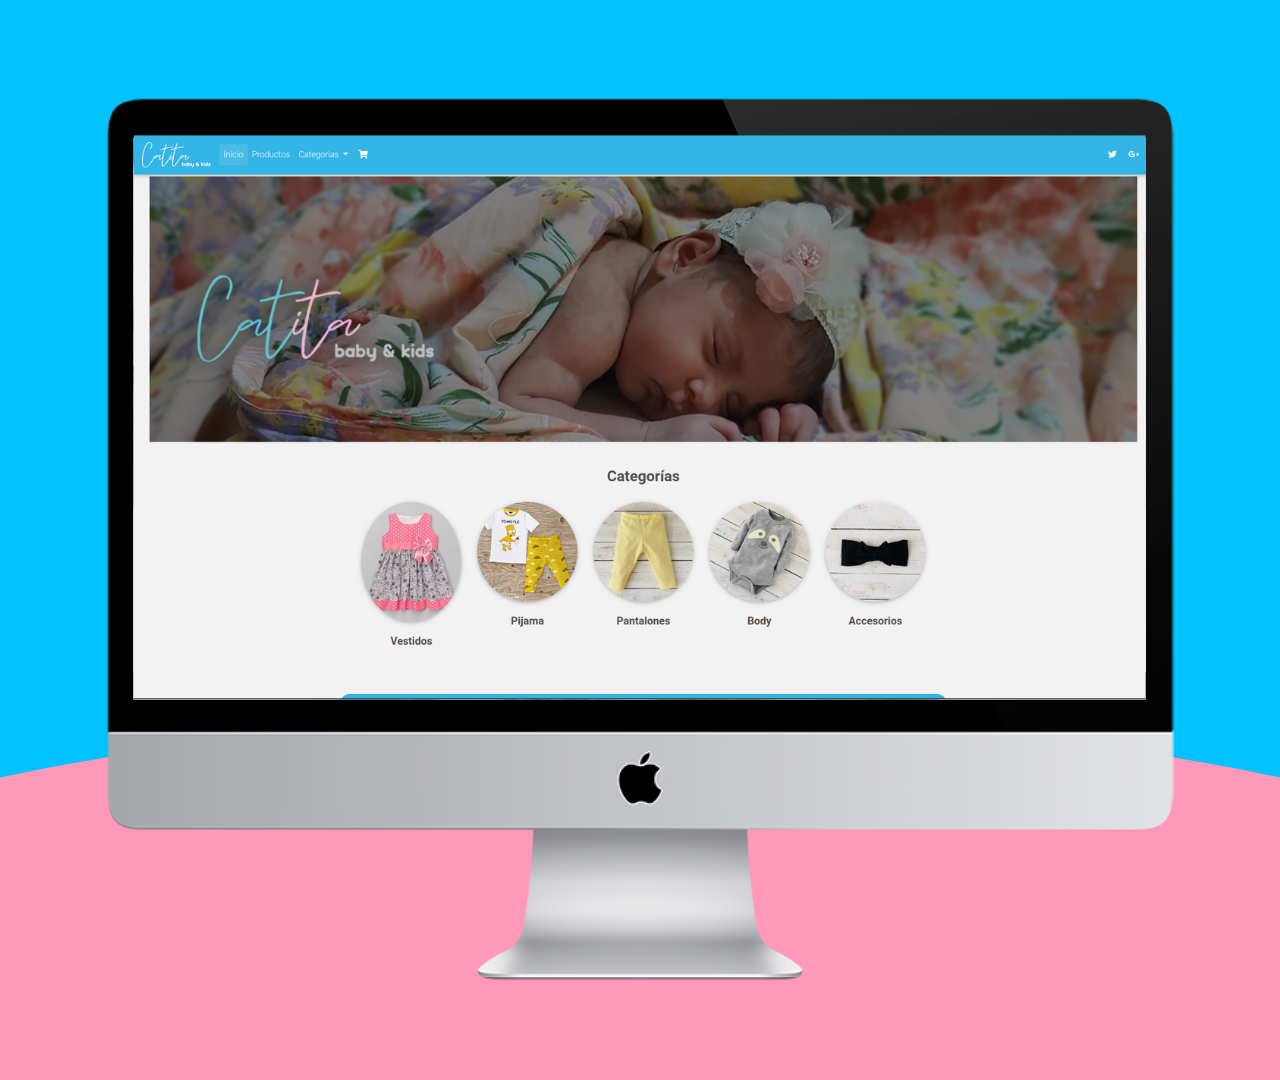 Catita
baby & kids
Inicio Productos Categorias
G+
Catita
baby & kids
Categorías
Vestidos
Pijama
Pantalones
Body
Accesorios